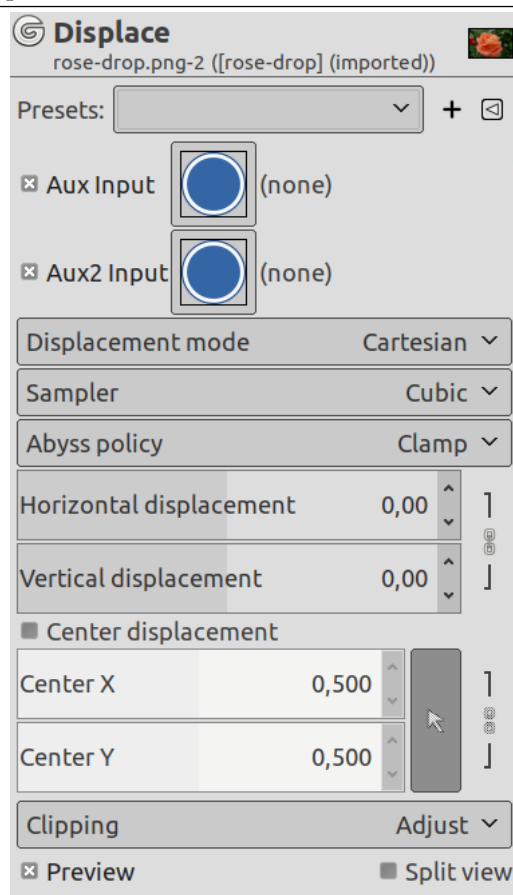 Displace
rose-drop.png-2 ([rose-drop] (imported))
Presets:
Aux Input (none)
Aux2 Input (none)
Displacement mode Cartesian
Sampler Cubic
Abyss policy Clamp
Horizontal displacement 0,00
Vertical displacement 0,00
Center displacement
Center X 0,500
Center Y 0,500
Clipping Adjust
Preview Split view